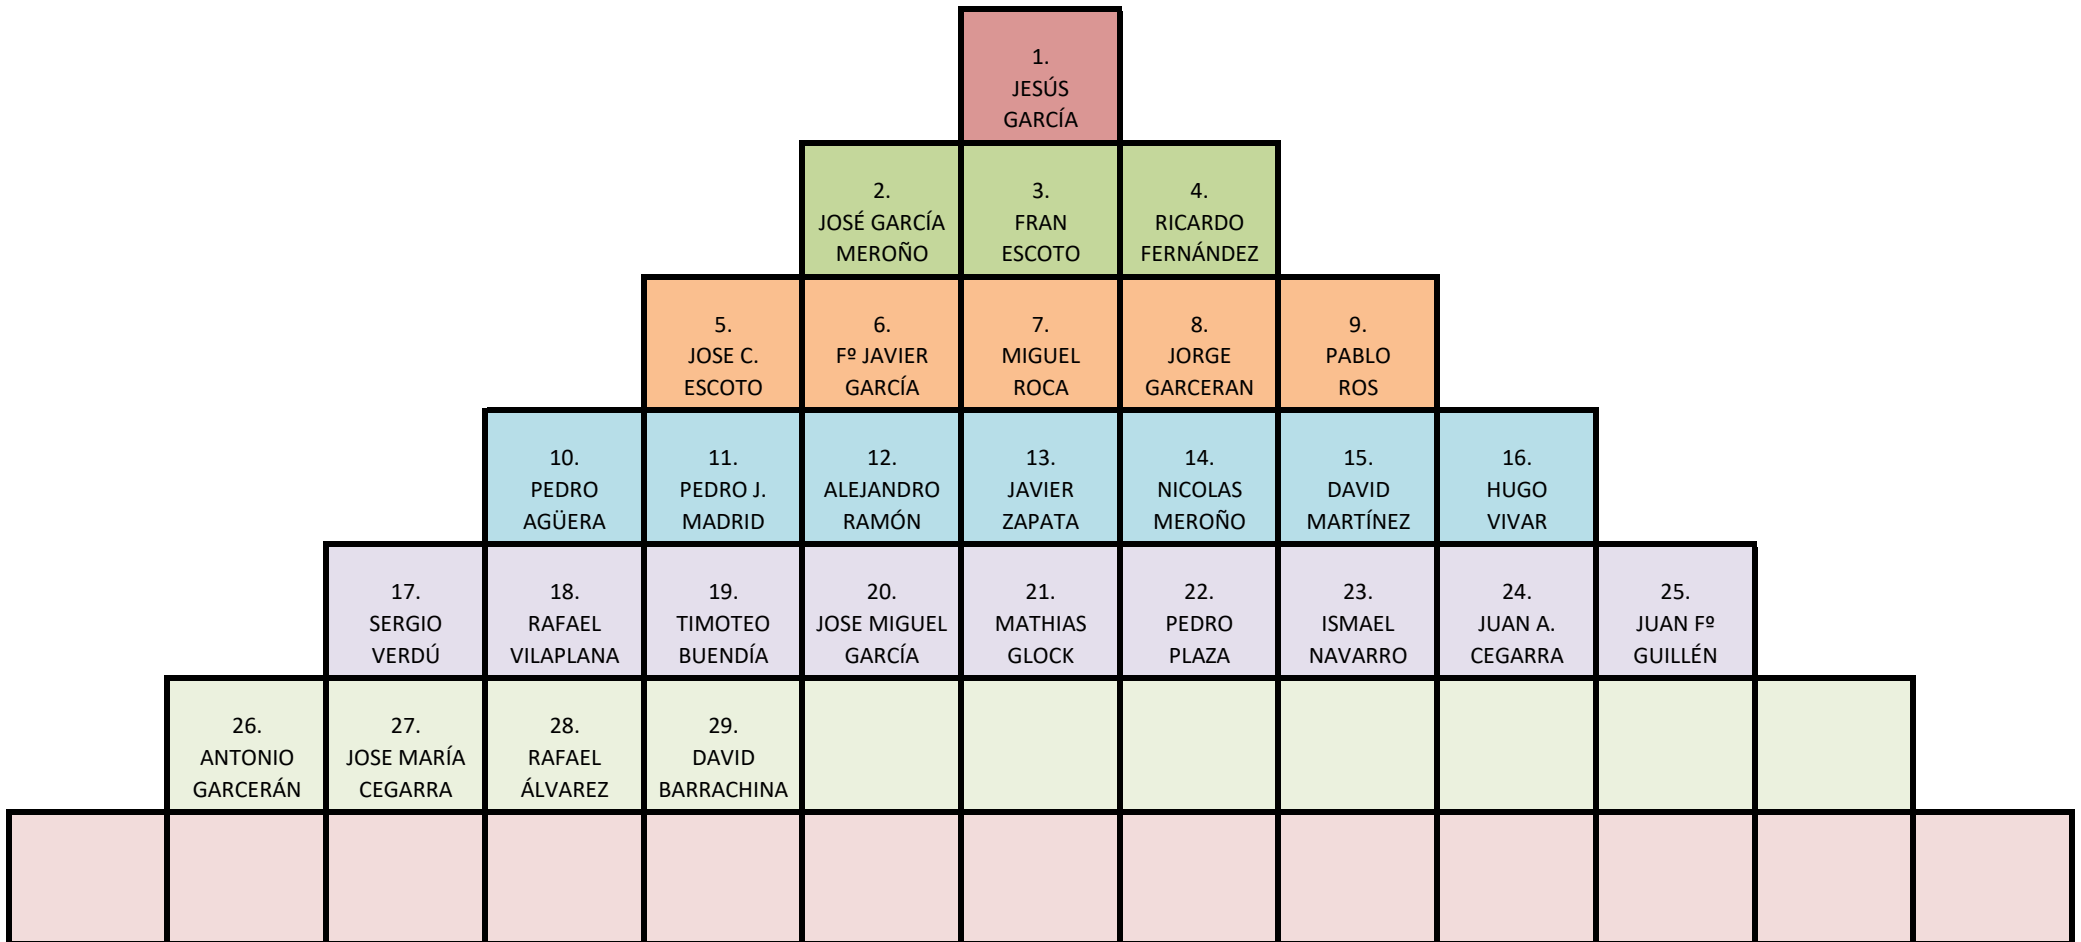 1.
JESÚS
GARCÍA
2.
JOSÉ GARCÍA
MEROÑO
3.
FRAN
ESCOTO
4.
RICARDO
FERNÁNDEZ
5.
JOSE C.
ESCOTO
6.
Fº JAVIER
GARCÍA
7.
MIGUEL
ROCA
8.
JORGE
GARCERAN
9.
PABLO
ROS
10.
PEDRO
AGÜERA
11.
PEDRO J.
MADRID
12.
ALEJANDRO
RAMÓN
13.
JAVIER
ZAPATA
14.
NICOLAS
MEROÑO
15.
DAVID
MARTÍNEZ
16.
HUGO
VIVAR
17.
SERGIO
VERDÚ
18.
RAFAEL
VILAPLANA
19.
TIMOTEO
BUENDÍA
20.
JOSE MIGUEL
GARCÍA
21.
MATHIAS
GLOCK
22.
PEDRO
PLAZA
23.
ISMAEL
NAVARRO
24.
JUAN A.
CEGARRA
25.
JUAN Fº
GUILLÉN
26.
ANTONIO
GARCERÁN
27.
JOSE MARÍA
CEGARRA
28.
RAFAEL
ÁLVAREZ
29.
DAVID
BARRACHINA